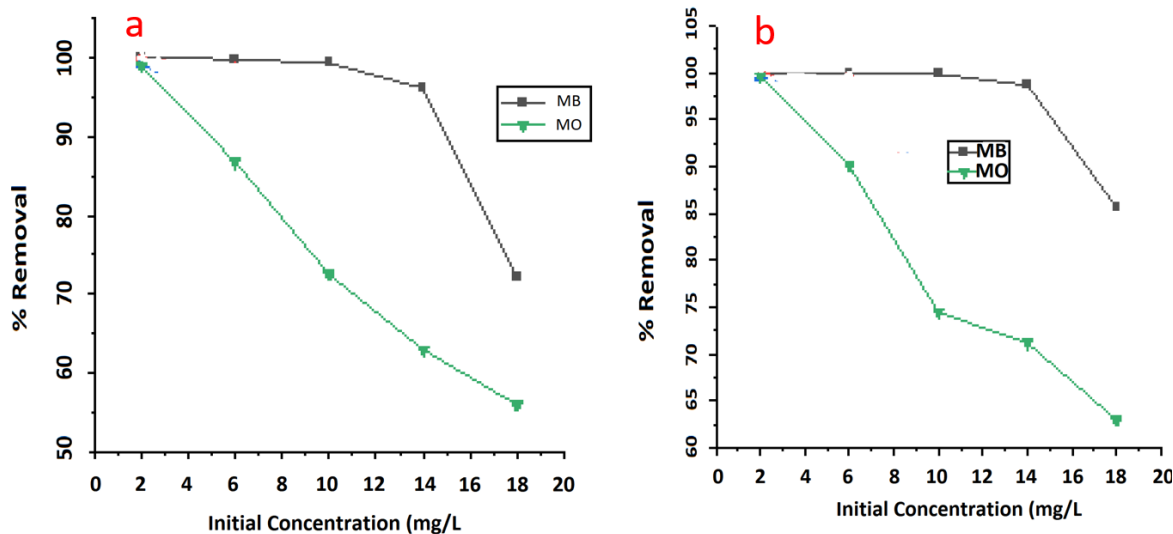 a
100
90
80
70
60
50
% Removal
MB
MO
0 2 4 6 8 10 12 14 16 18 20
Initial Concentration (mg/L
b
105
100
95
90
85
80
75
70
65
60
% Removal
MB
MO
0 2 4 6 8 10 12 14 16 18 20
Initial Concentration (mg/L